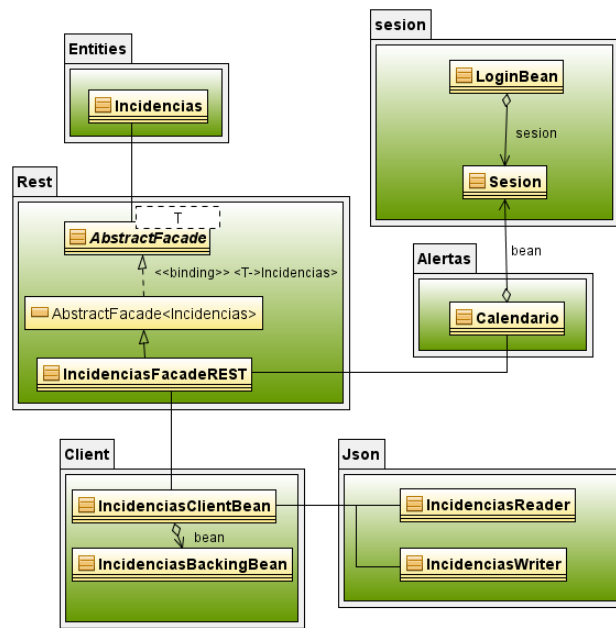 Entities
Incidencias
sesion
LoginBean
sesion
Sesion
Rest
T
AbstractFacade
<<binding>> <T->Incidencias>
AbstractFacade<Incidencias>
IncidenciasFacadeREST
bean
Alertas
Calendario
Client
IncidenciasClientBean
bean
IncidenciasBackingBean
Json
IncidenciasReader
IncidenciasWriter